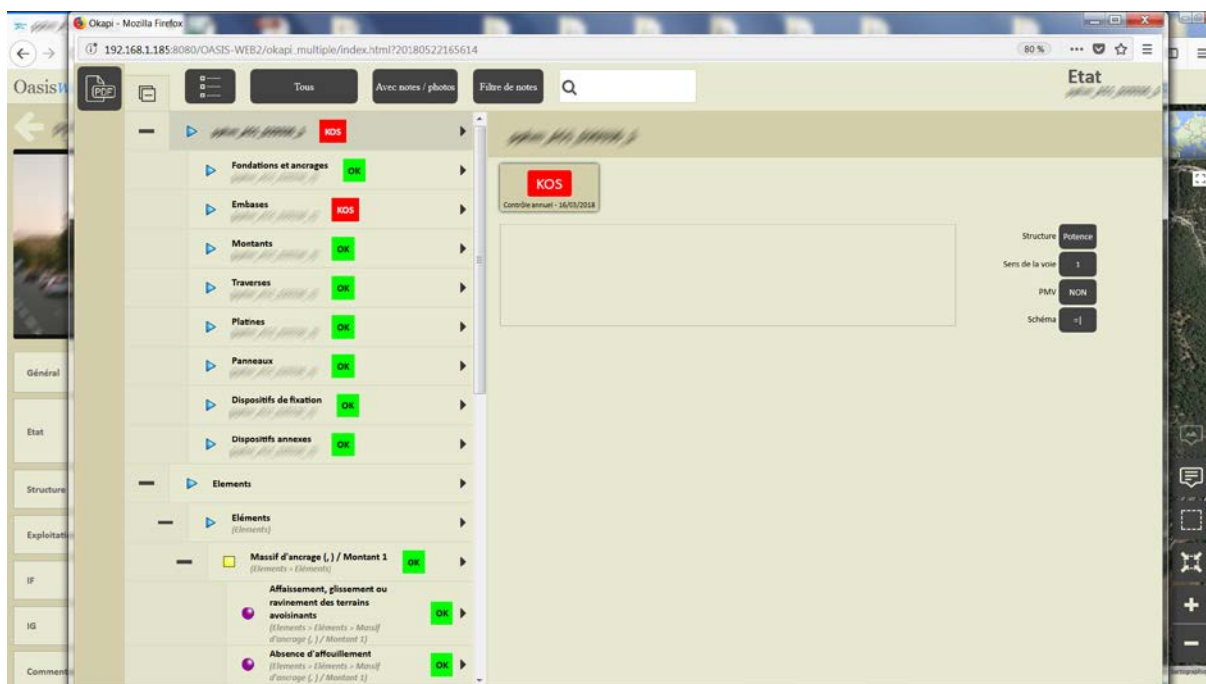 Okapi - Mozilla Firefox
192.168.1.185:8080/OASIS-WEB2/okapi_multiple/index.html?20180522165614
80 %
OasisW
PDF
Tous
Avec notes / photos
Filtre de notes
Etat
KOS
Fondations et ancrages
OK
Embases
KOS
Montants
OK
Traverses
OK
Platines
OK
Panneaux
OK
Dispositifs de fixation
OK
Dispositifs annexes
OK
Elements
Eléments
(Elements)
Massif d'ancrage (, ) / Montant 1
OK
(Elements » Eléments)
Affaissement, glissement ou
ravinement des terrains
avoisinants
OK
(Elements » Eléments » Massif
d'ancrage (, ) / Montant 1)
Absence d'affouillement
OK
(Elements » Eléments » Massif
d'ancrage (, ) / Montant 1)
KOS
Contrôle annuel - 16/03/2018
Structure
Potence
Sens de la voie
1
PMV
NON
Schéma
=|
Général
Etat
Structure
Exploitati
IF
IG
Comment